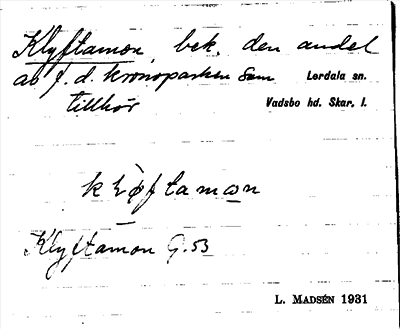 Klyftamon, bek. den andel
av f.d. kronoparken som Lerdala sn.
tillhör Vadsbo hd. Skar. l.
Klyftamon G. 53
L. MADSÉN 1931